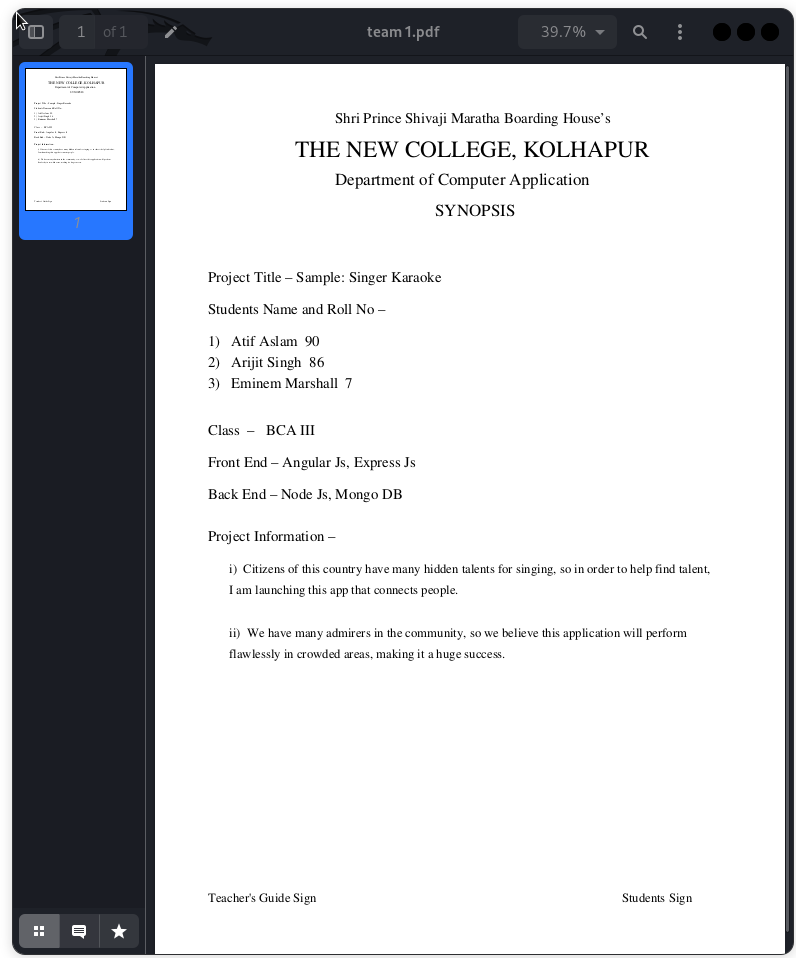 1 of 1
team 1.pdf
39.7%
1
Shri Prince Shivaji Maratha Boarding House's
THE NEW COLLEGE, KOLHAPUR
Department of Computer Application
SYNOPSIS
Project Title – Sample: Singer Karaoke
Students Name and Roll No –
1) Atif Aslam 90
2) Arijit Singh 86
3) Eminem Marshall 7
Class – BCA III
Front End – Angular Js, Express Js
Back End – Node Js, Mongo DB
Project Information –
i) Citizens of this country have many hidden talents for singing, so in order to help find talent,
I am launching this app that connects people.
ii) We have many admirers in the community, so we believe this application will perform
flawlessly in crowded areas, making it a huge success.
Teacher's Guide Sign Students Sign